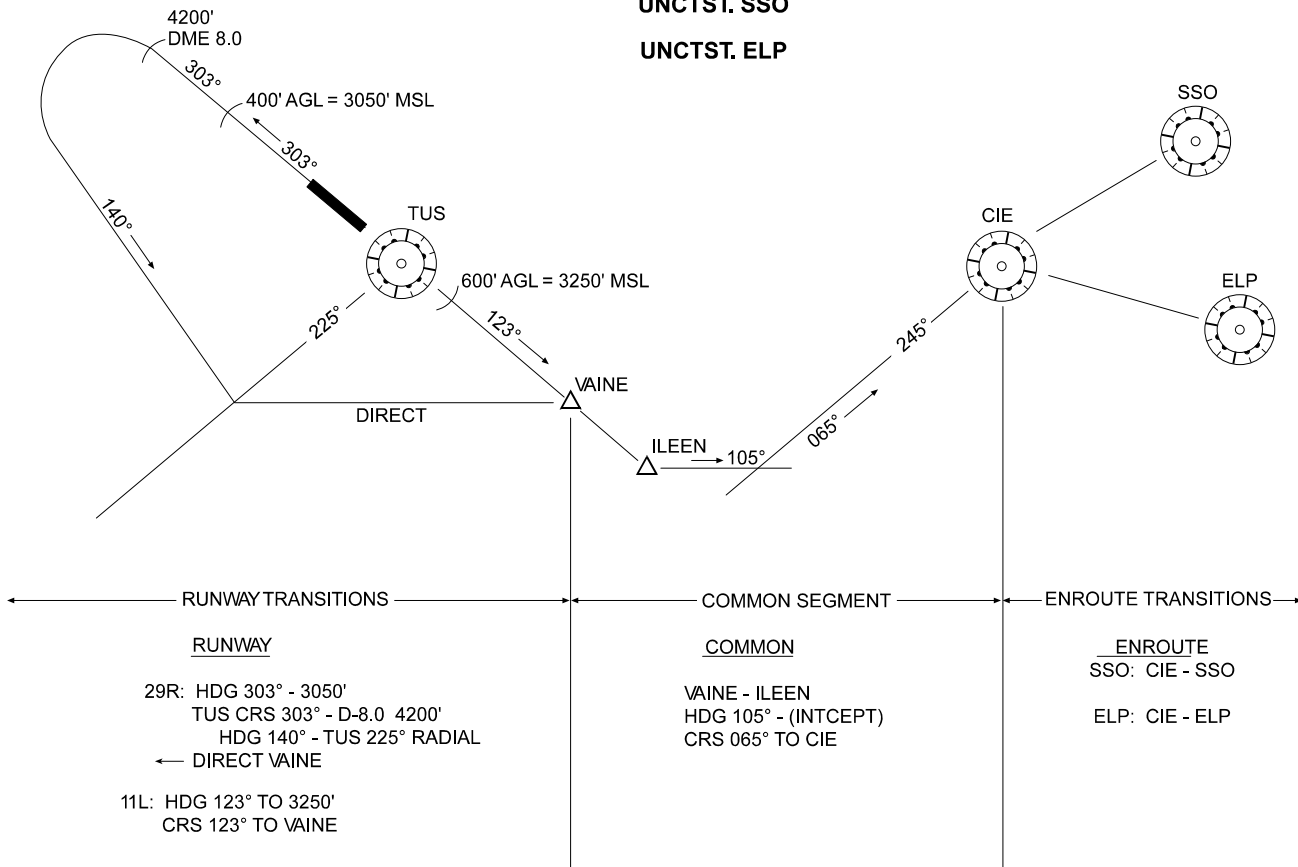 UNCTST. SSO
UNCTST. ELP
4200'
DME 8.0
303°
400' AGL = 3050' MSL
303°
TUS
140°
225°
600' AGL = 3250' MSL
123°
VAINE
DIRECT
ILEEN
105°
065°
245°
CIE
SSO
ELP
RUNWAY TRANSITIONS
COMMON SEGMENT
ENROUTE TRANSITIONS
RUNWAY
29R: HDG 303° - 3050'
TUS CRS 303° - D-8.0 4200'
HDG 140° - TUS 225° RADIAL
DIRECT VAINE
11L: HDG 123° TO 3250'
CRS 123° TO VAINE
COMMON
VAINE - ILEEN
HDG 105° - (INTCEPT)
CRS 065° TO CIE
ENROUTE
SSO: CIE - SSO
ELP: CIE - ELP